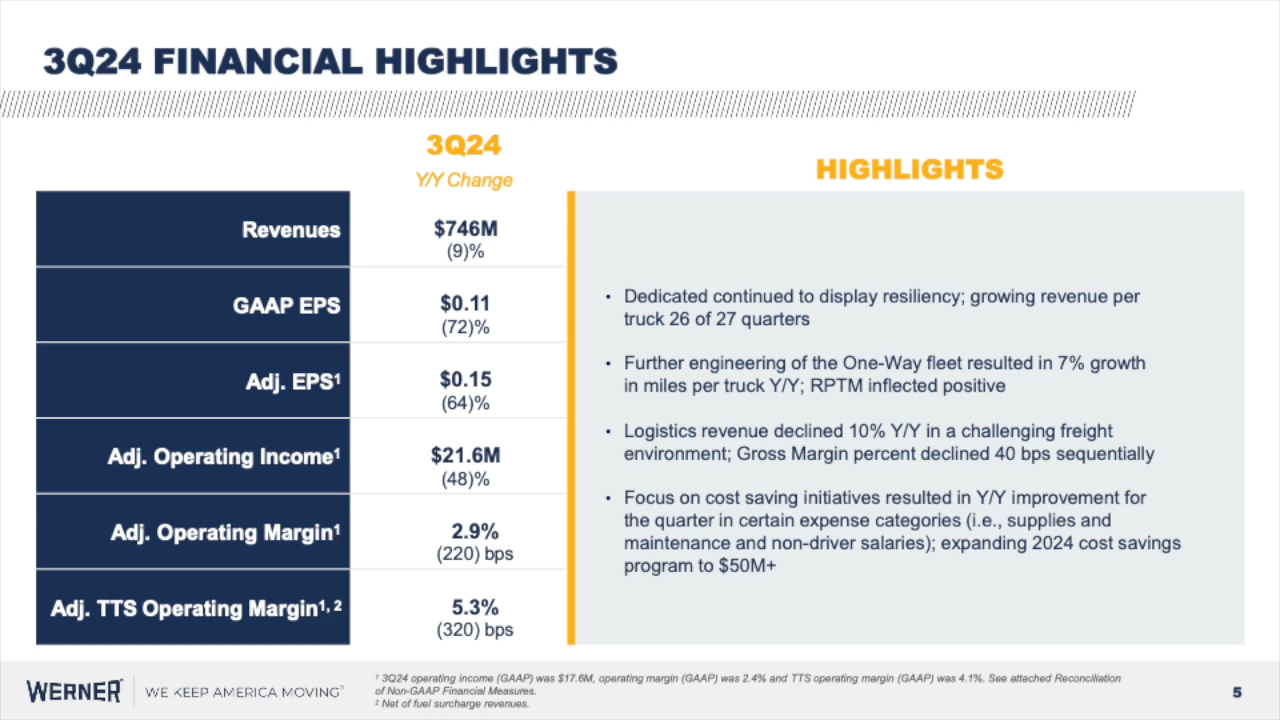 3Q24 FINANCIAL HIGHLIGHTS
3Q24
Y/Y Change
HIGHLIGHTS
Revenues
$746M
(9)%
GAAP EPS
$0.11
(72)%
Adj. EPS¹
$0.15
(64)%
Adj. Operating Income¹
$21.6M
(48)%
Adj. Operating Margin¹
2.9%
(220) bps
Adj. TTS Operating Margin¹, ²
5.3%
(320) bps
• Dedicated continued to display resiliency; growing revenue per
truck 26 of 27 quarters
• Further engineering of the One-Way fleet resulted in 7% growth
in miles per truck Y/Y; RPTM inflected positive
• Logistics revenue declined 10% Y/Y in a challenging freight
environment; Gross Margin percent declined 40 bps sequentially
• Focus on cost saving initiatives resulted in Y/Y improvement for
the quarter in certain expense categories (i.e., supplies and
maintenance and non-driver salaries); expanding 2024 cost savings
program to $50M+
WERNER
WE KEEP AMERICA MOVING™
¹ 3Q24 operating income (GAAP) was $17.6M, operating margin (GAAP) was 2.4% and TTS operating margin (GAAP) was 4.1%. See attached Reconciliation
of Non-GAAP Financial Measures.
² Net of fuel surcharge revenues.
5